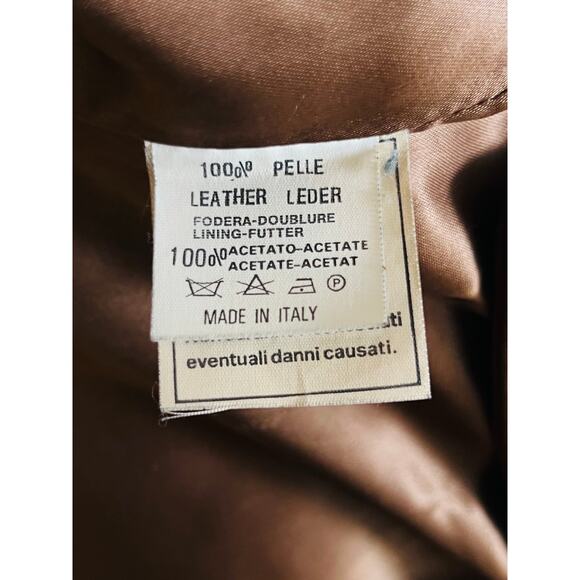 100% PELLE
LEATHER LEDER
FODERA-DOUBLURE
LINING-FUTTER
100% ACETATO-ACETATE
ACETATE-ACETAT
P
MADE IN ITALY
eventuali danni causati.